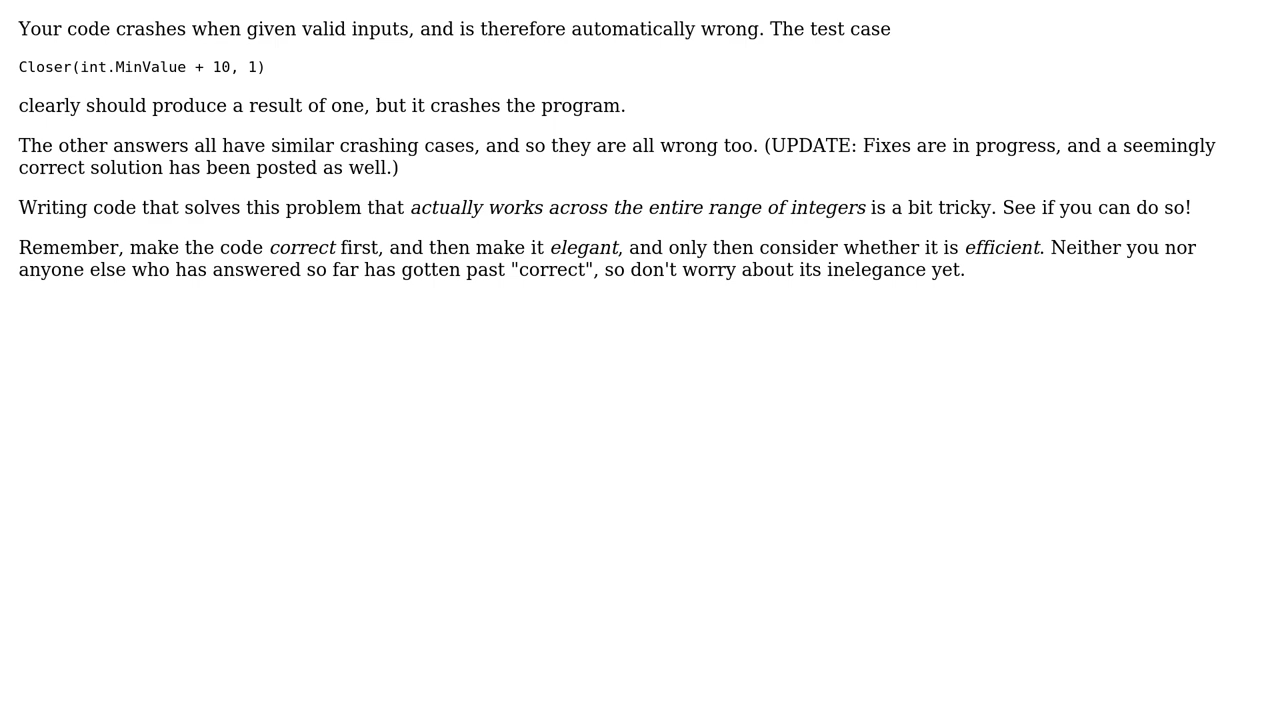 Your code crashes when given valid inputs, and is therefore automatically wrong. The test case
Closer(int.MinValue + 10, 1)
clearly should produce a result of one, but it crashes the program.
The other answers all have similar crashing cases, and so they are all wrong too. (UPDATE: Fixes are in progress, and a seemingly
correct solution has been posted as well.)
Writing code that solves this problem that actually works across the entire range of integers is a bit tricky. See if you can do so!
Remember, make the code correct first, and then make it elegant, and only then consider whether it is efficient. Neither you nor
anyone else who has answered so far has gotten past "correct", so don't worry about its inelegance yet.